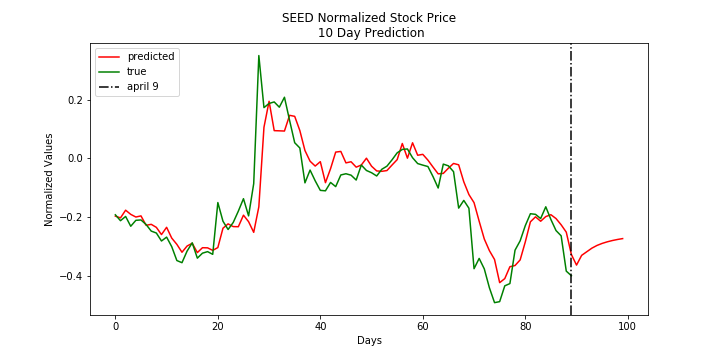 SEED Normalized Stock Price
10 Day Prediction
predicted
true
april 9
Normalized Values
0.2
0.0
−0.2
−0.4
0 20 40 60 80 100
Days